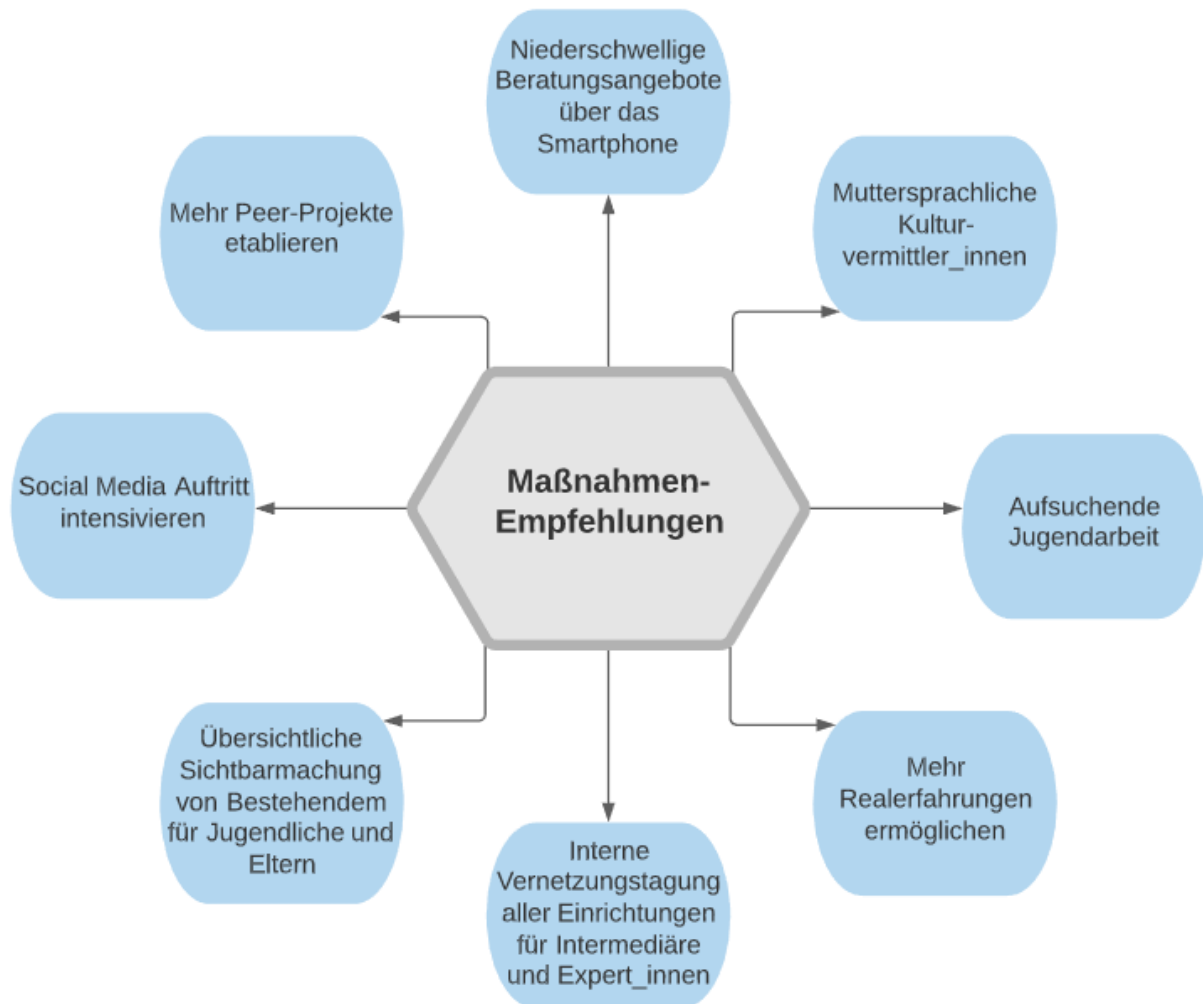 Niederschwellige
Beratungsangebote
über das
Smartphone
Mehr Peer-Projekte
etablieren
Muttersprachliche
Kultur-
vermittler_innen
Social Media Auftritt
intensivieren
Maßnahmen-
Empfehlungen
Aufsuchende
Jugendarbeit
Übersichtliche
Sichtbarmachung
von Bestehendem
für Jugendliche und
Eltern
Mehr
Realerfahrungen
ermöglichen
Interne
Vernetzungstagung
aller Einrichtungen
für Intermediäre
und Expert_innen